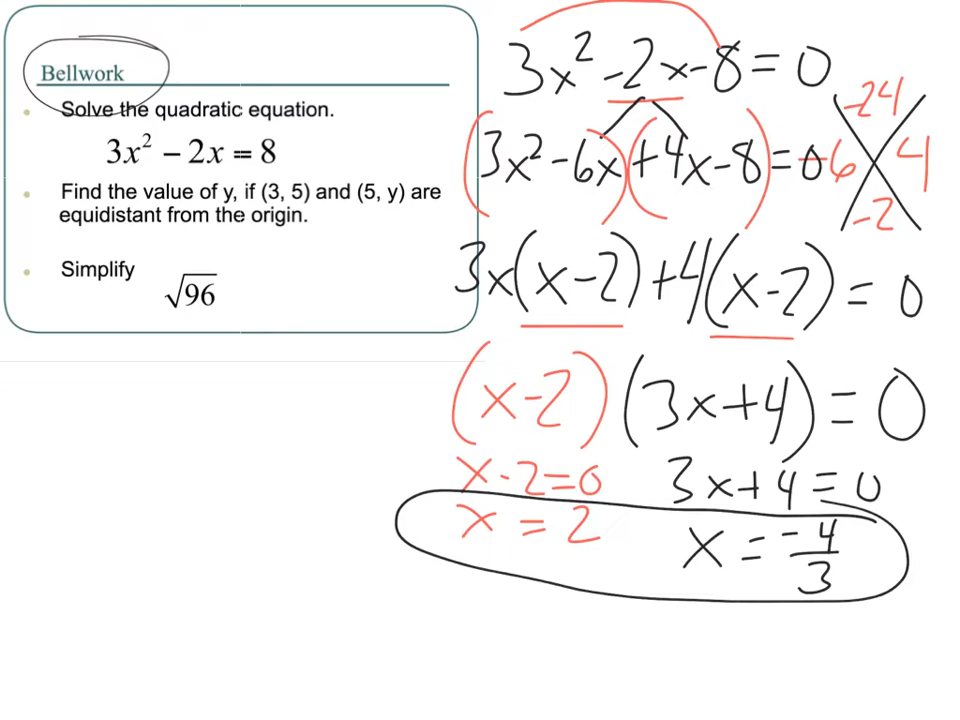 Bellwork
Solve the quadratic equation.
3x² − 2x = 8
Find the value of y, if (3, 5) and (5, y) are
equidistant from the origin.
Simplify
√96
3x² - 2x - 8 = 0
-24
(3x² - 6x)(+4x - 8) = 0
-6 4
-2
3x(x - 2) + 4(x - 2) = 0
(x - 2)(3x + 4) = 0
x - 2 = 0 3x + 4 = 0
x = 2 x = -4/3